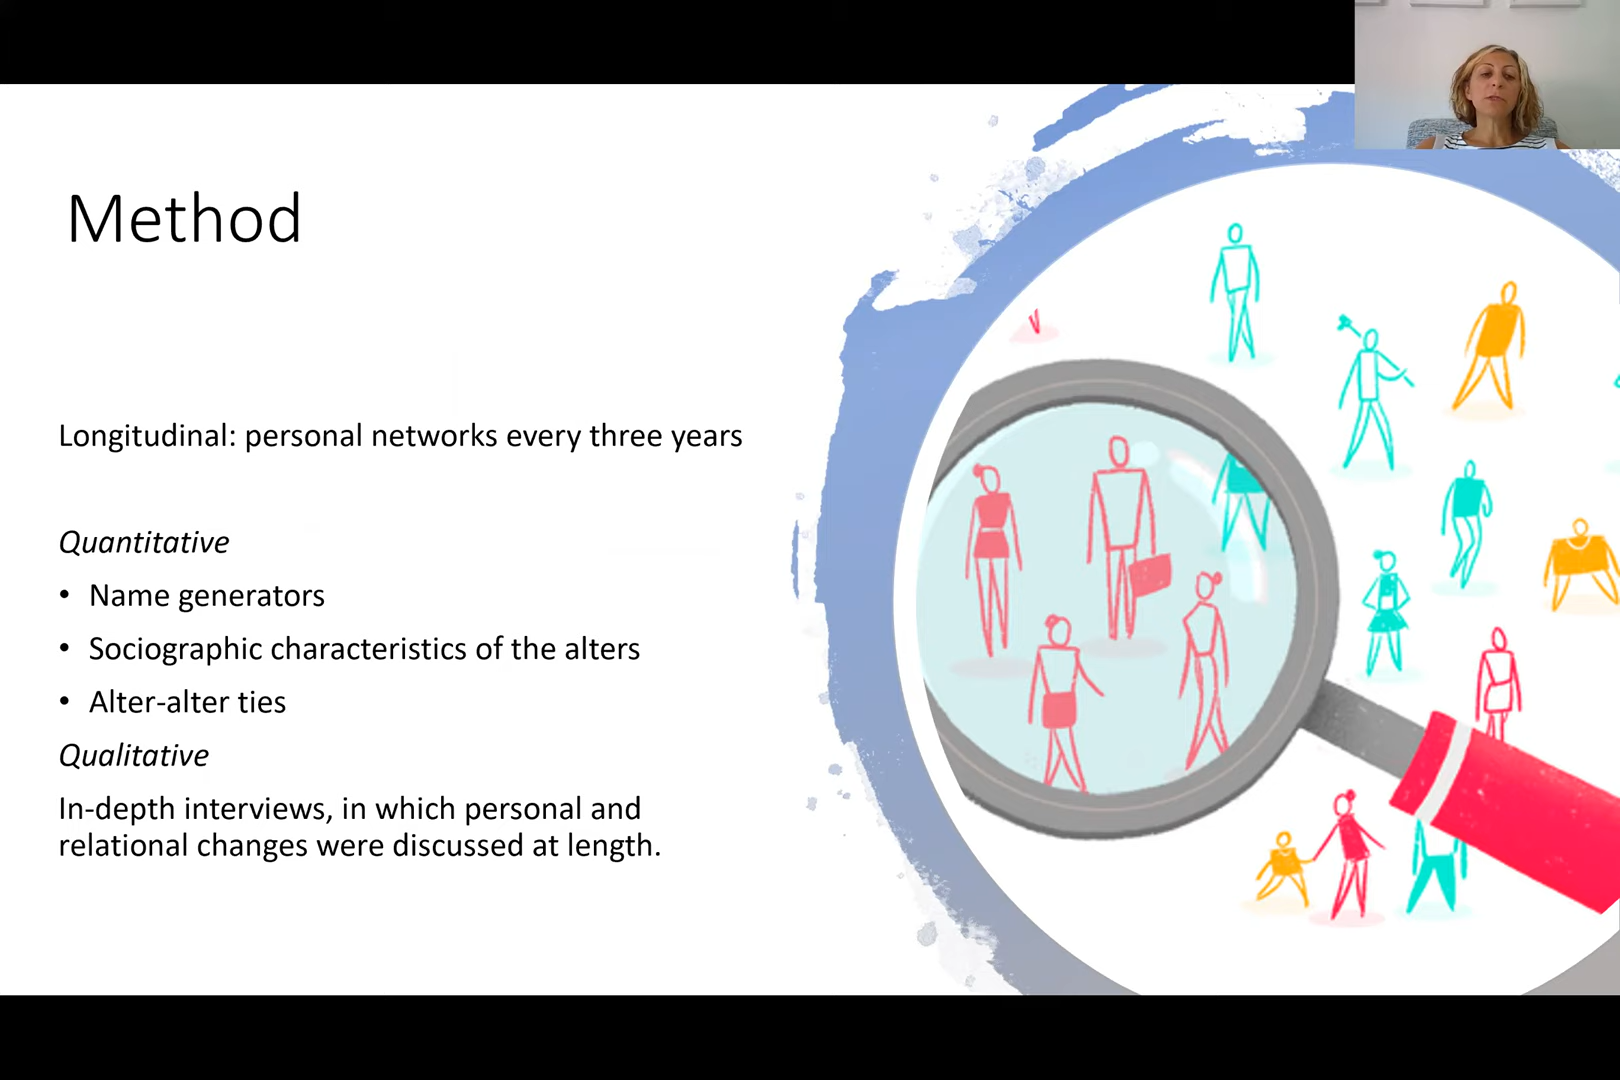 Method
Longitudinal: personal networks every three years
Quantitative
• Name generators
• Sociographic characteristics of the alters
• Alter-alter ties
Qualitative
In-depth interviews, in which personal and
relational changes were discussed at length.